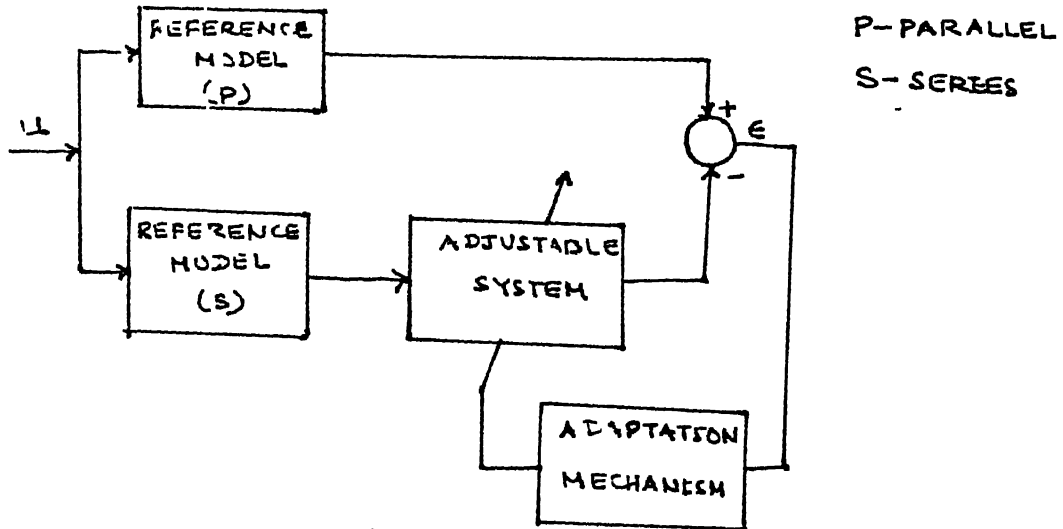 REFERENCE
MODEL
(P)
P-PARALLEL
S-SERIES
+
ϵ
-
U
REFERENCE
MODEL
(S)
ADJUSTABLE
SYSTEM
ADAPTATION
MECHANISM